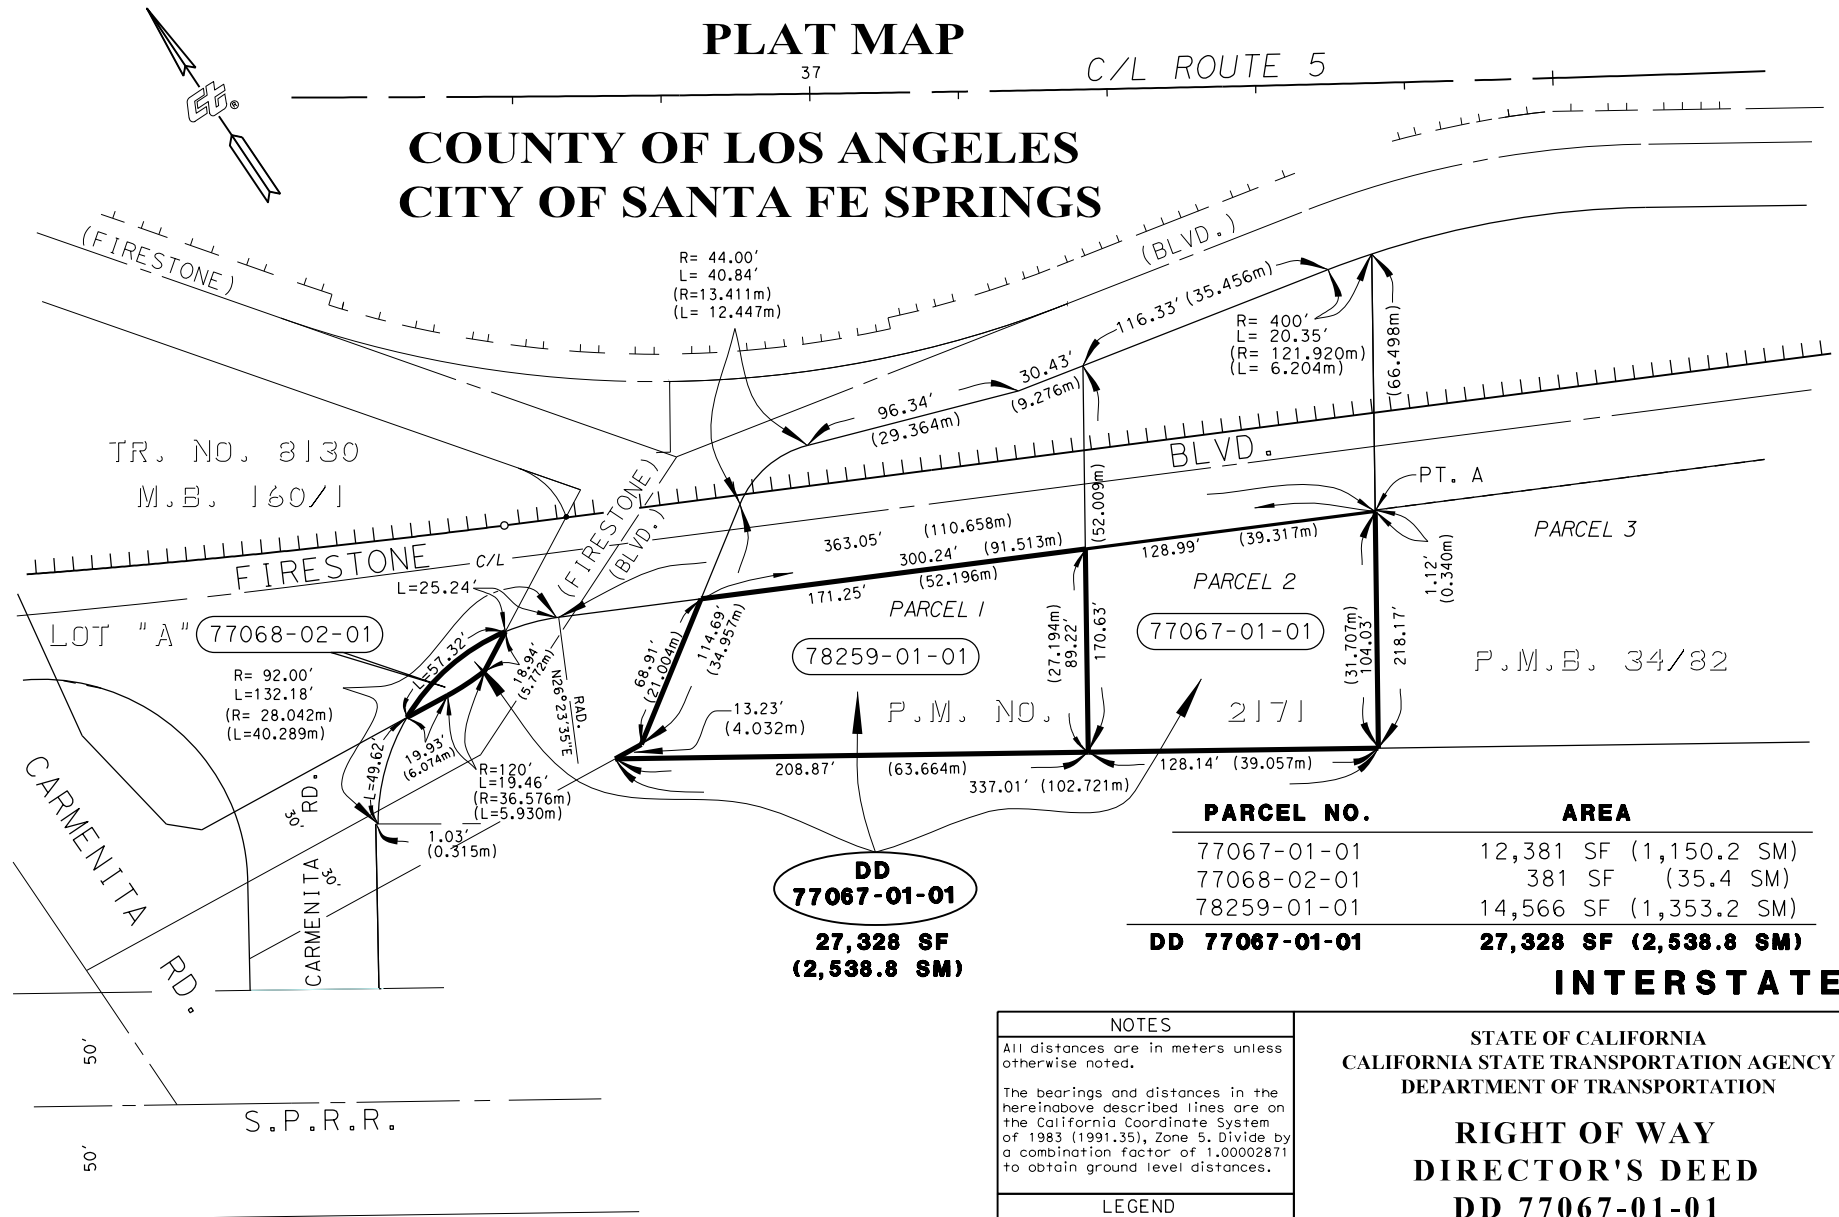 PLAT MAP
37
C/L ROUTE 5
Ct®
COUNTY OF LOS ANGELES
CITY OF SANTA FE SPRINGS
(FIRESTONE)
(BLVD.)
R= 44.00'
L= 40.84'
(R=13.411m)
(L= 12.447m)
116.33' (35.456m)
R= 400'
L= 20.35'
(R= 121.920m)
(L= 6.204m)
(66.498m)
30.43'
(9.276m)
96.34'
(29.364m)
TR. NO. 8130
M.B. 160/1
BLVD.
PT. A
(FIRESTONE)
(BLVD.)
(52.009m)
363.05' (110.658m)
300.24' (91.513m)
171.25' (52.196m)
128.99' (39.317m)
PARCEL 3
1.12'
(0.340m)
FIRESTONE
C/L
L=25.24'
PARCEL 1
PARCEL 2
LOT "A"
77068-02-01
77067-01-01
78259-01-01
P.M.B. 34/82
L=57.32'
18.94'
(5.772m)
RAD.
N26°23'35"E
68.91'
(21.004m)
114.69'
(34.957m)
(27.194m)
89.22'
170.63'
(31.707m)
104.03'
218.17'
R= 92.00'
L=132.18'
(R= 28.042m)
(L=40.289m)
13.23'
(4.032m)
P.M. NO. 2171
L=49.62'
19.93'
(6.074m)
R=120'
L=19.46'
(R=36.576m)
(L=5.930m)
208.87' (63.664m)
128.14' (39.057m)
337.01' (102.721m)
1.03'
(0.315m)
30'
RD.
30'
CARMENITA
CARMENITA
RD.
DD
77067-01-01
27,328 SF
(2,538.8 SM)
PARCEL NO. AREA
77067-01-01 12,381 SF (1,150.2 SM)
77068-02-01 381 SF (35.4 SM)
78259-01-01 14,566 SF (1,353.2 SM)
DD 77067-01-01 27,328 SF (2,538.8 SM)
INTERSTATE
50'
S.P.R.R.
50'
NOTES
All distances are in meters unless
otherwise noted.
The bearings and distances in the
hereinabove described lines are on
the California Coordinate System
of 1983 (1991.35), Zone 5. Divide by
a combination factor of 1.00002871
to obtain ground level distances.
LEGEND
STATE OF CALIFORNIA
CALIFORNIA STATE TRANSPORTATION AGENCY
DEPARTMENT OF TRANSPORTATION
RIGHT OF WAY
DIRECTOR'S DEED
DD 77067-01-01